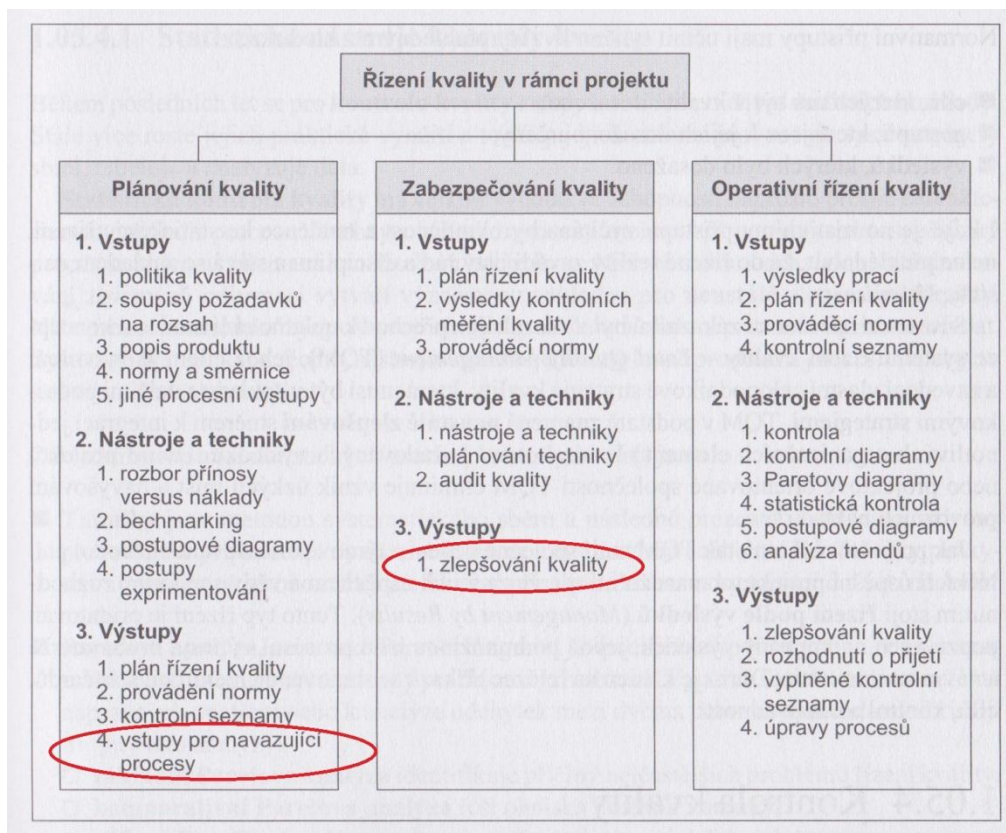 Řízení kvality v rámci projektu
Plánování kvality
1. Vstupy
1. politika kvality
2. soupisy požadavků
na rozsah
3. popis produktu
4. normy a směrnice
5. jiné procesní výstupy
2. Nástroje a techniky
1. rozbor přínosy
versus náklady
2. bechmarking
3. postupové diagramy
4. postupy
exprimentování
3. Výstupy
1. plán řízení kvality
2. provádění normy
3. kontrolní seznamy
4. vstupy pro navazující
procesy
Zabezpečování kvality
1. Vstupy
1. plán řízení kvality
2. výsledky kontrolních
měření kvality
3. prováděcí normy
2. Nástroje a techniky
1. nástroje a techniky
plánování techniky
2. audit kvality
3. Výstupy
1. zlepšování kvality
Operativní řízení kvality
1. Vstupy
1. výsledky prací
2. plán řízení kvality
3. prováděcí normy
4. kontrolní seznamy
2. Nástroje a techniky
1. kontrola
2. konrtolní diagramy
3. Paretovy diagramy
5. postupové diagramy
6. analýza trendů
3. Výstupy
1. zlepšování kvality
2. rozhodnutí o přijetí
3. vyplněné kontrolní
seznamy
4. úpravy procesů